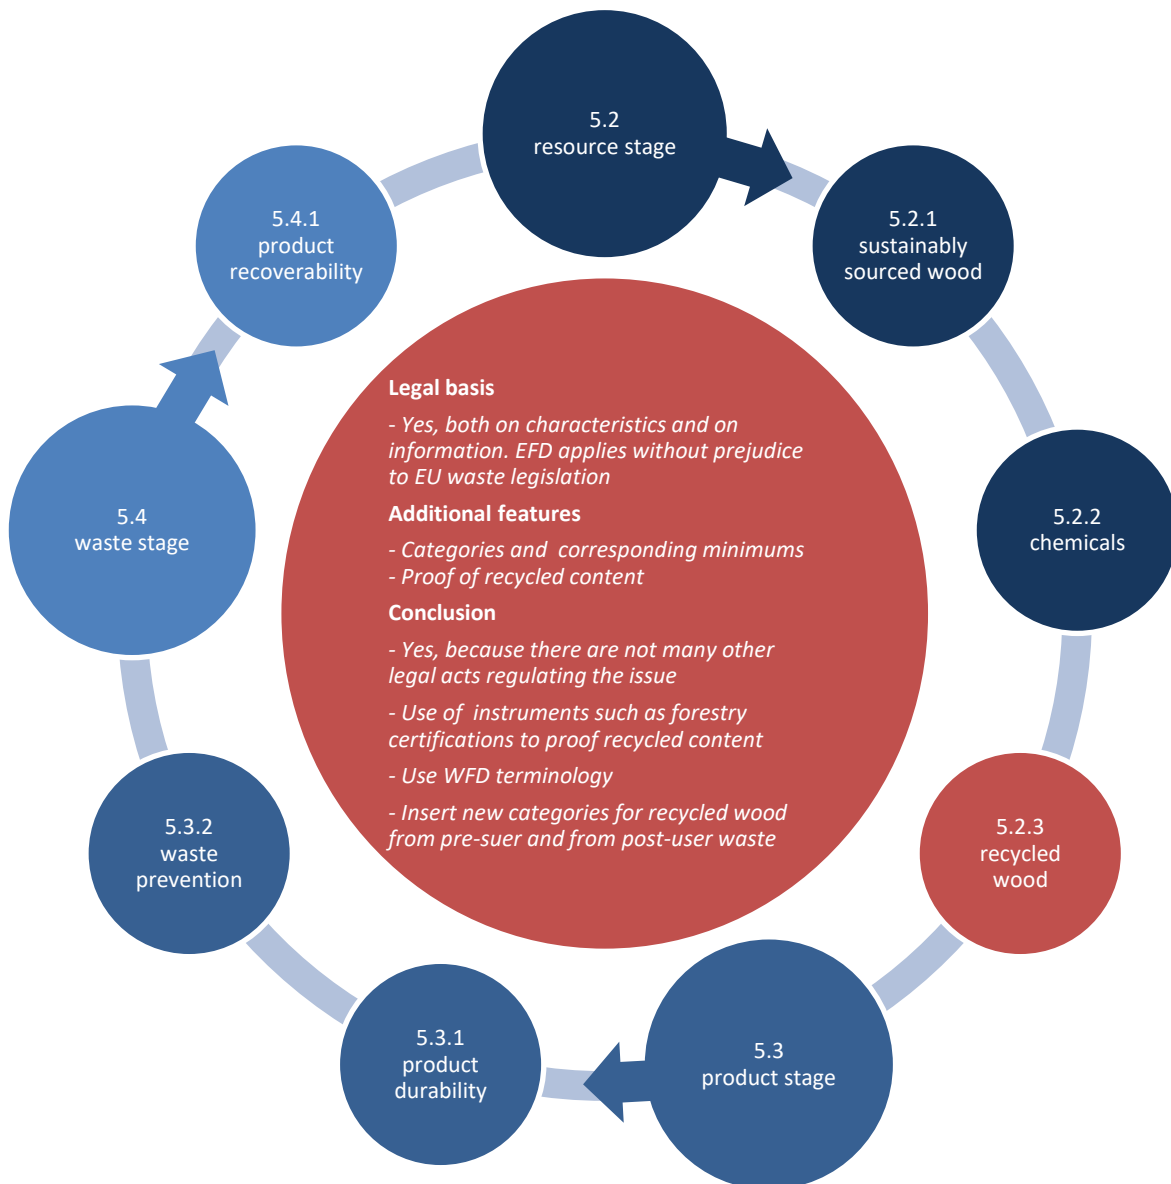 5.2
resource stage
5.2.1
sustainably
sourced wood
5.2.2
chemicals
5.2.3
recycled
wood
5.3
product stage
5.3.1
product
durability
5.3.2
waste
prevention
5.4
waste stage
5.4.1
product
recoverability
Legal basis
- Yes, both on characteristics and on
information. EFD applies without prejudice
to EU waste legislation
Additional features
- Categories and corresponding minimums
- Proof of recycled content
Conclusion
- Yes, because there are not many other
legal acts regulating the issue
- Use of instruments such as forestry
certifications to proof recycled content
- Use WFD terminology
- Insert new categories for recycled wood
from pre-suer and from post-user waste